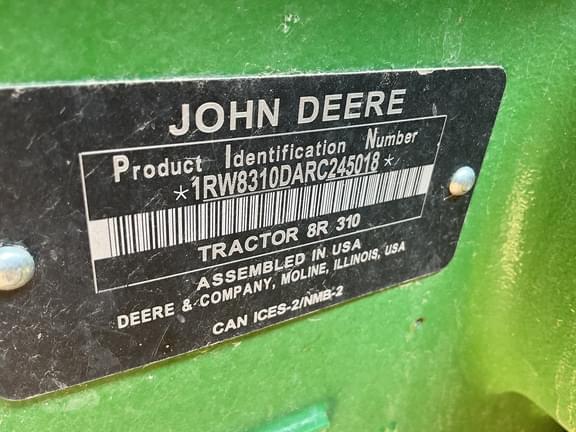 JOHN DEERE
Product Identification Number
*1RW8310DARC245018*
TRACTOR 8R 310
ASSEMBLED IN USA
DEERE & COMPANY, MOLINE, ILLINOIS, USA
CAN ICES-2/NMB-2